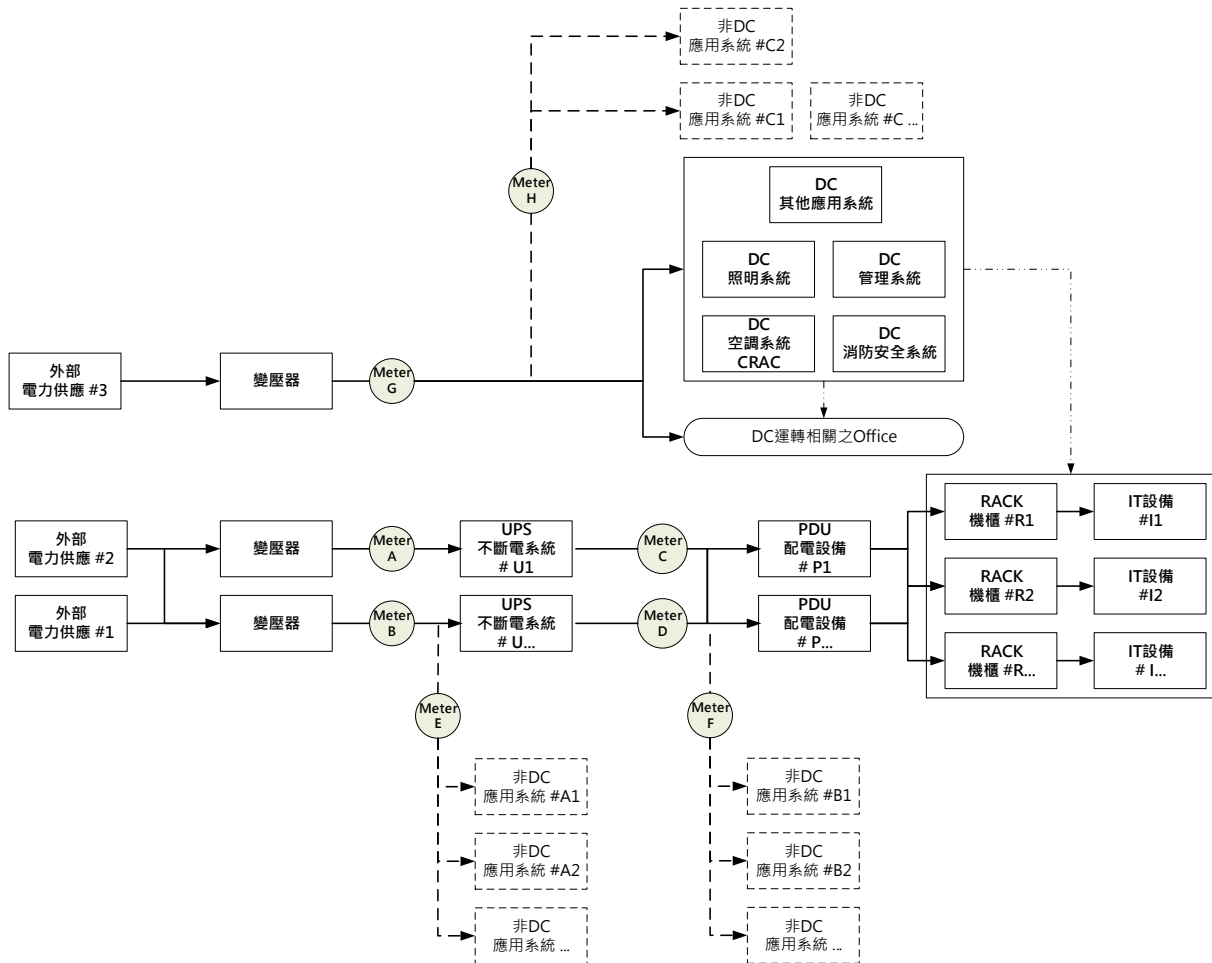 非DC
應用系統 #C2
非DC
應用系統 #C1
非DC
應用系統 #C ...
Meter
H
DC
其他應用系統
DC
照明系統
DC
管理系統
DC
空調系統
CRAC
DC
消防安全系統
外部
電力供應 #3
變壓器
Meter
G
DC運轉相關之Office
外部
電力供應 #2
變壓器
Meter
A
UPS
不斷電系統
# U1
Meter
C
PDU
配電設備
# P1
RACK
機櫃 #R1
IT設備
#I1
外部
電力供應 #1
變壓器
Meter
B
UPS
不斷電系統
# U...
Meter
D
PDU
配電設備
# P...
RACK
機櫃 #R2
IT設備
#I2
RACK
機櫃 #R...
IT設備
# I...
Meter
E
Meter
F
非DC
應用系統 #A1
非DC
應用系統 #B1
非DC
應用系統 #A2
非DC
應用系統 #B2
非DC
應用系統 ...
非DC
應用系統 ...